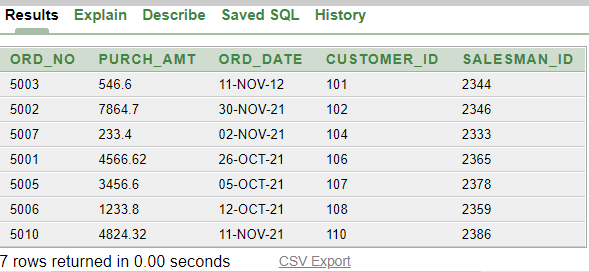 Results Explain Describe Saved SQL History
ORD_NO PURCH_AMT ORD_DATE CUSTOMER_ID SALESMAN_ID
5003 546.6 11-NOV-12 101 2344
5002 7864.7 30-NOV-21 102 2346
5007 233.4 02-NOV-21 104 2333
5001 4566.62 26-OCT-21 106 2365
5005 3456.6 05-OCT-21 107 2378
5006 1233.8 12-OCT-21 108 2359
5010 4824.32 11-NOV-21 110 2386
7 rows returned in 0.00 seconds CSV Export